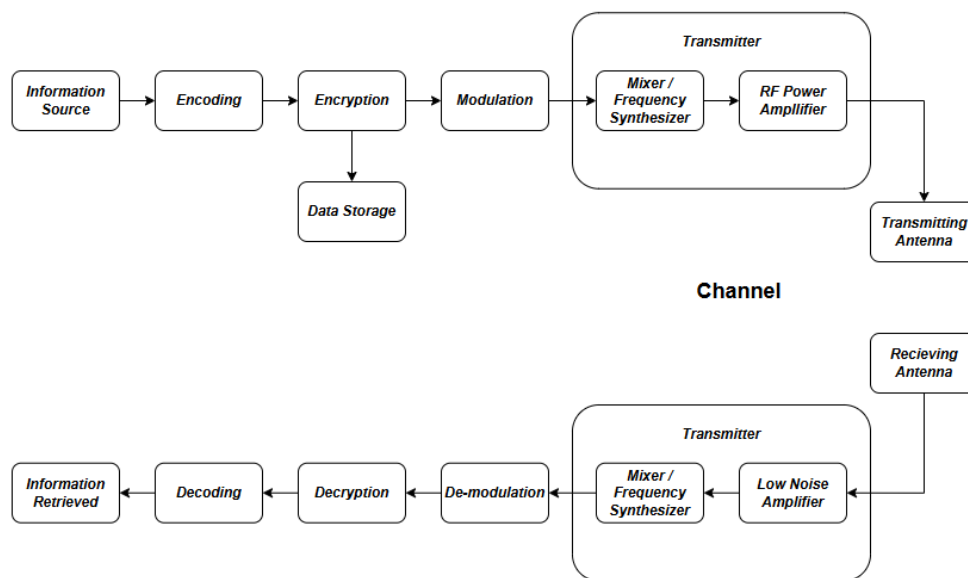 Transmitter
Information
Source
Encoding
Encryption
Modulation
Mixer /
Frequency
Synthesizer
RF Power
Ampllifier
Data Storage
Transmitting
Antenna
Channel
Recieving
Antenna
Transmitter
Information
Retrieved
Decoding
Decryption
De-modulation
Mixer /
Frequency
Synthesizer
Low Noise
Amplifier